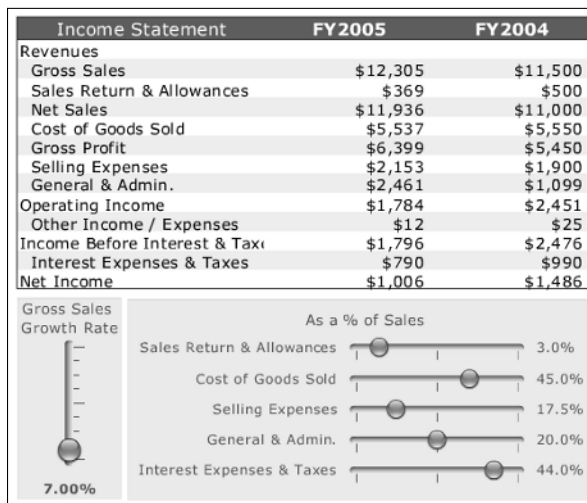 Income Statement FY2005 FY2004
Revenues
Gross Sales $12,305 $11,500
Sales Return & Allowances $369 $500
Net Sales $11,936 $11,000
Cost of Goods Sold $5,537 $5,550
Gross Profit $6,399 $5,450
Selling Expenses $2,153 $1,900
General & Admin. $2,461 $1,099
Operating Income $1,784 $2,451
Other Income / Expenses $12 $25
Income Before Interest & Tax $1,796 $2,476
Interest Expenses & Taxes $790 $990
Net Income $1,006 $1,486
Gross Sales
Growth Rate
7.00%
As a % of Sales
Sales Return & Allowances 3.0%
Cost of Goods Sold 45.0%
Selling Expenses 17.5%
General & Admin. 20.0%
Interest Expenses & Taxes 44.0%